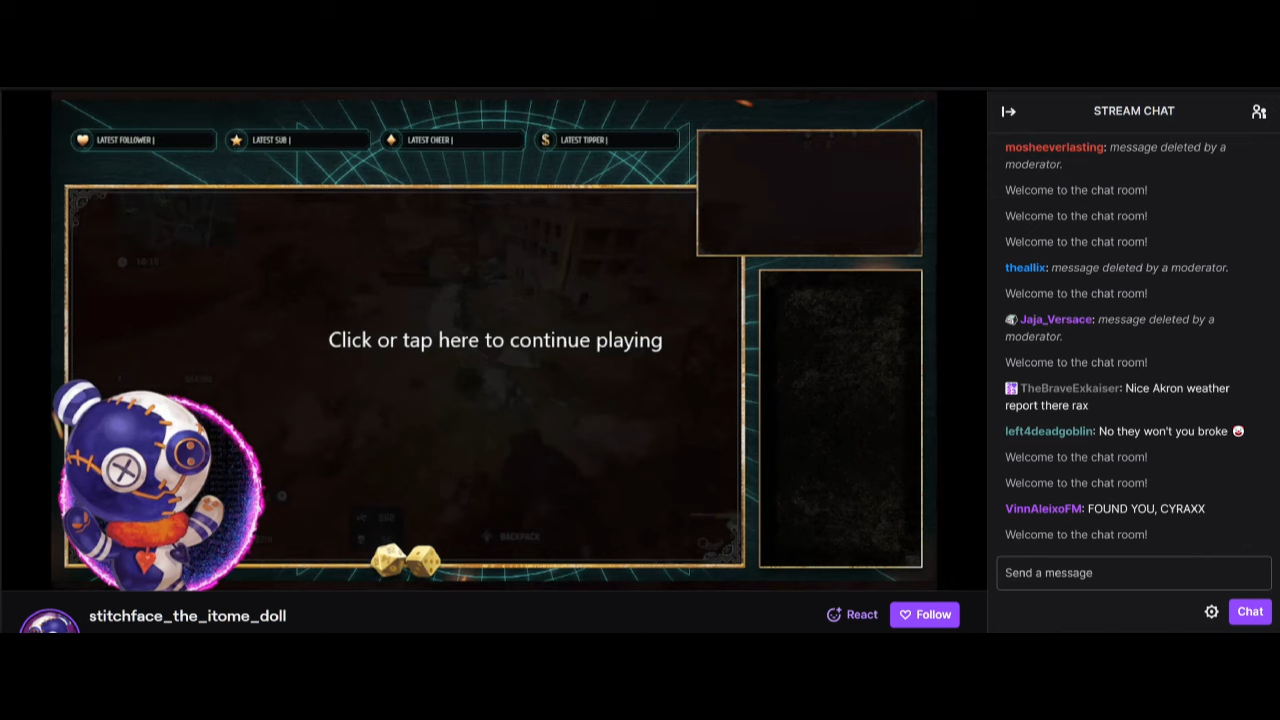 LATEST FOLLOWER |
LATEST SUB |
LATEST CHEER |
LATEST TIPPER |
Click or tap here to continue playing
BACKPACK
stitchface_the_itome_doll
React
Follow
STREAM CHAT
mosheeverlasting: message deleted by a
moderator.
Welcome to the chat room!
Welcome to the chat room!
Welcome to the chat room!
theallix: message deleted by a moderator.
Welcome to the chat room!
Jaja_Versace: message deleted by a
moderator.
Welcome to the chat room!
TheBraveExkaiser: Nice Akron weather
report there rax
left4deadgoblin: No they won't you broke
Welcome to the chat room!
Welcome to the chat room!
VinnAleixoFM: FOUND YOU, CYRAXX
Welcome to the chat room!
Send a message
Chat